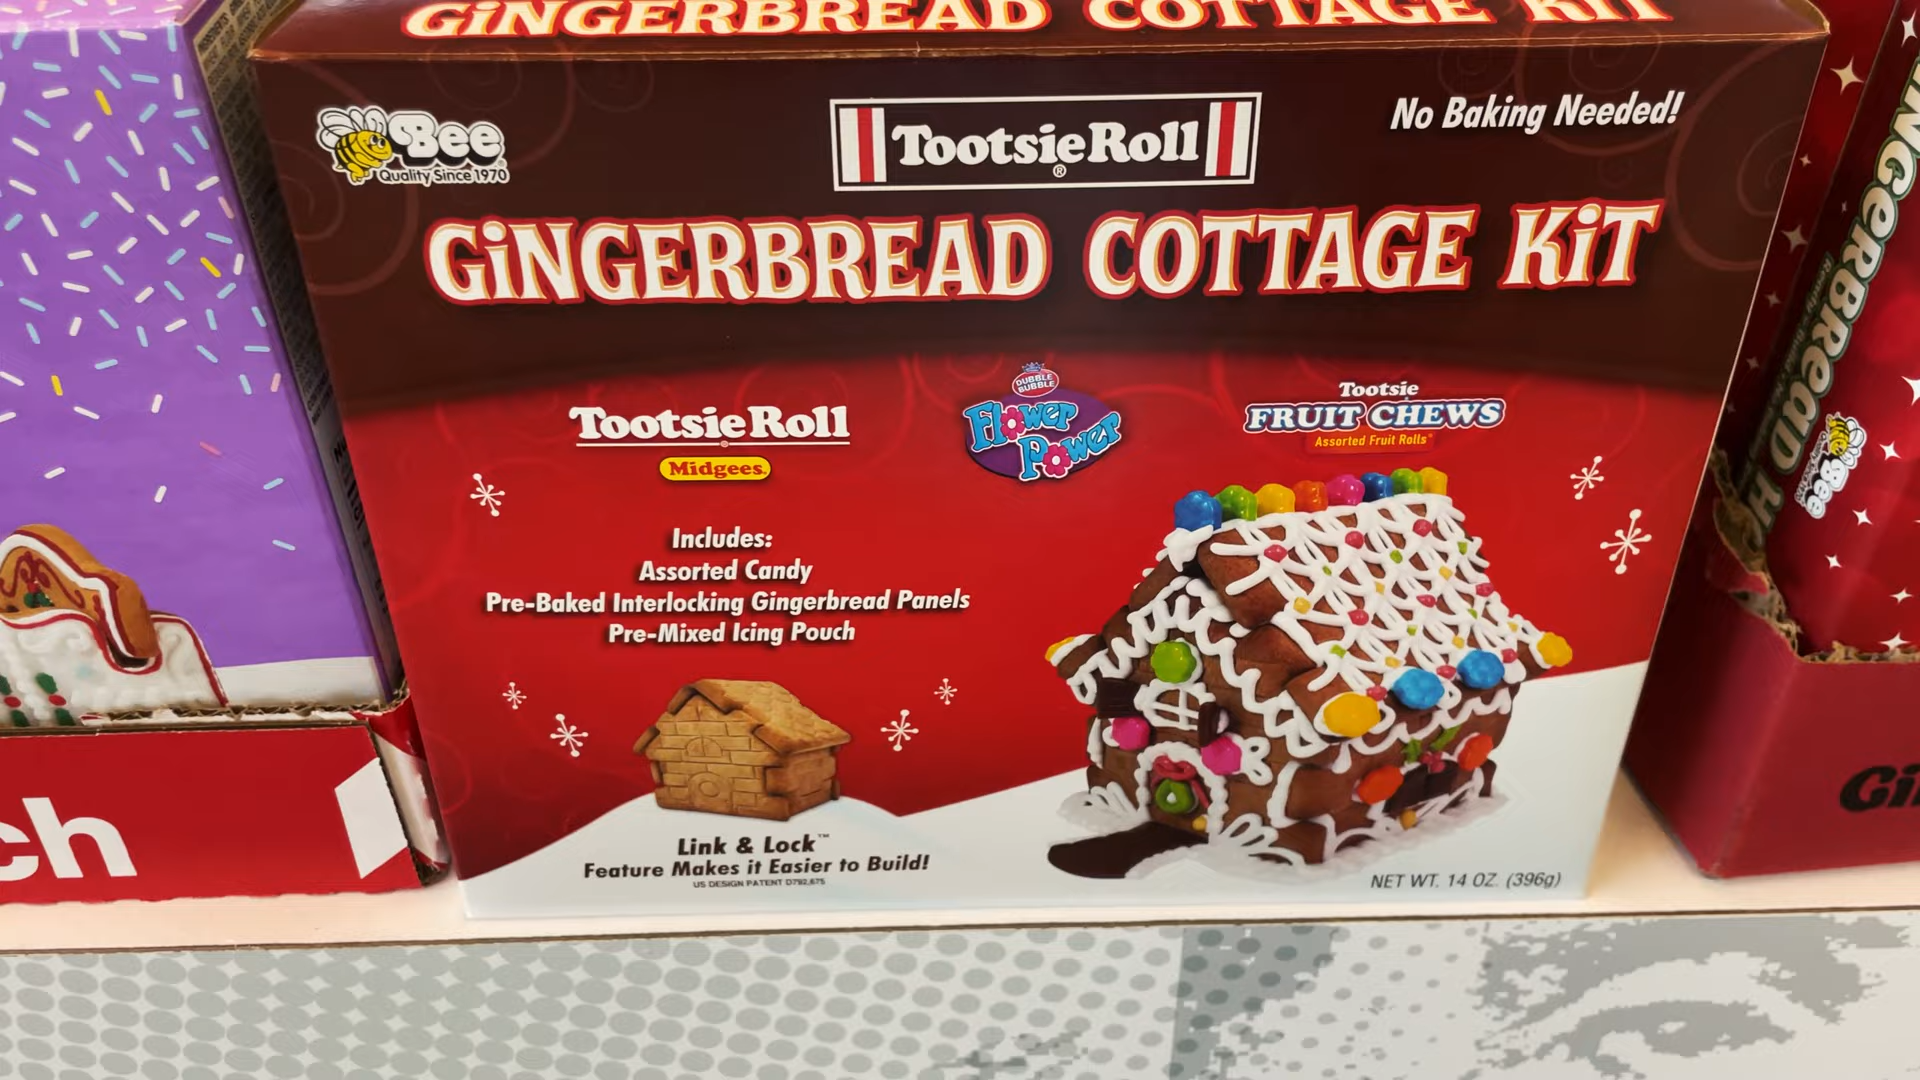 GiNGERBREAD COTTAGE KiT
Bee
Quality Since 1970
TootsieRoll
®
No Baking Needed!
GiNGERBREAD COTTAGE KiT
TootsieRoll
Midgees.
DUBBLE BUBBLE
Flower Power
Tootsie
FRUIT CHEWS
Assorted Fruit Rolls
Includes:
Assorted Candy
Pre-Baked Interlocking Gingerbread Panels
Pre-Mixed Icing Pouch
Link & Lock™
Feature Makes it Easier to Build!
US DESIGN PATENT D792,675
NET WT. 14 OZ. (396g)
ch
NGerBReaD HO
Bee
Gi